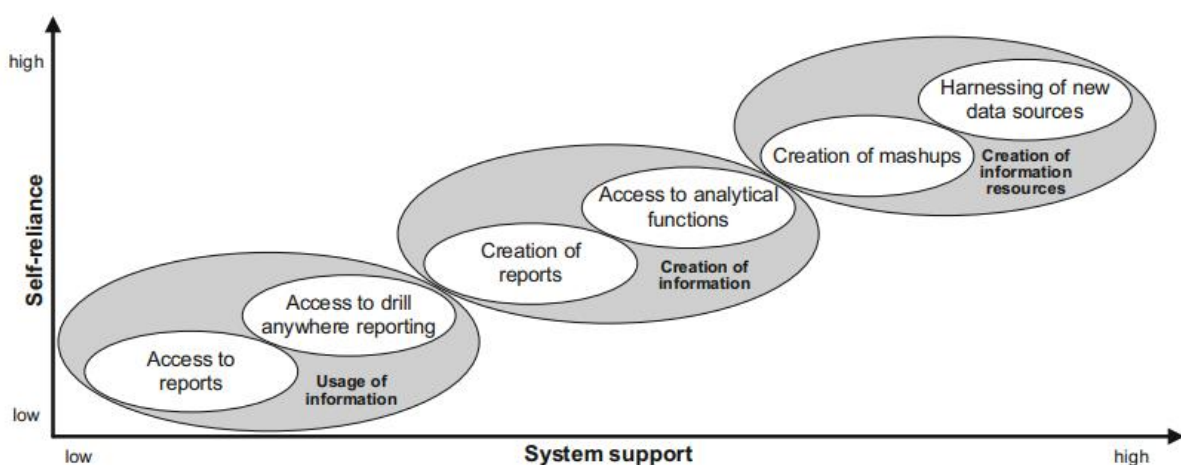 high
Harnessing of new
data sources
Creation of mashups
Creation of
information
resources
Access to analytical
functions
Creation of
reports
Creation of
information
Self-reliance
Access to drill
anywhere reporting
Access to
reports
Usage of
information
low
low
System support
high